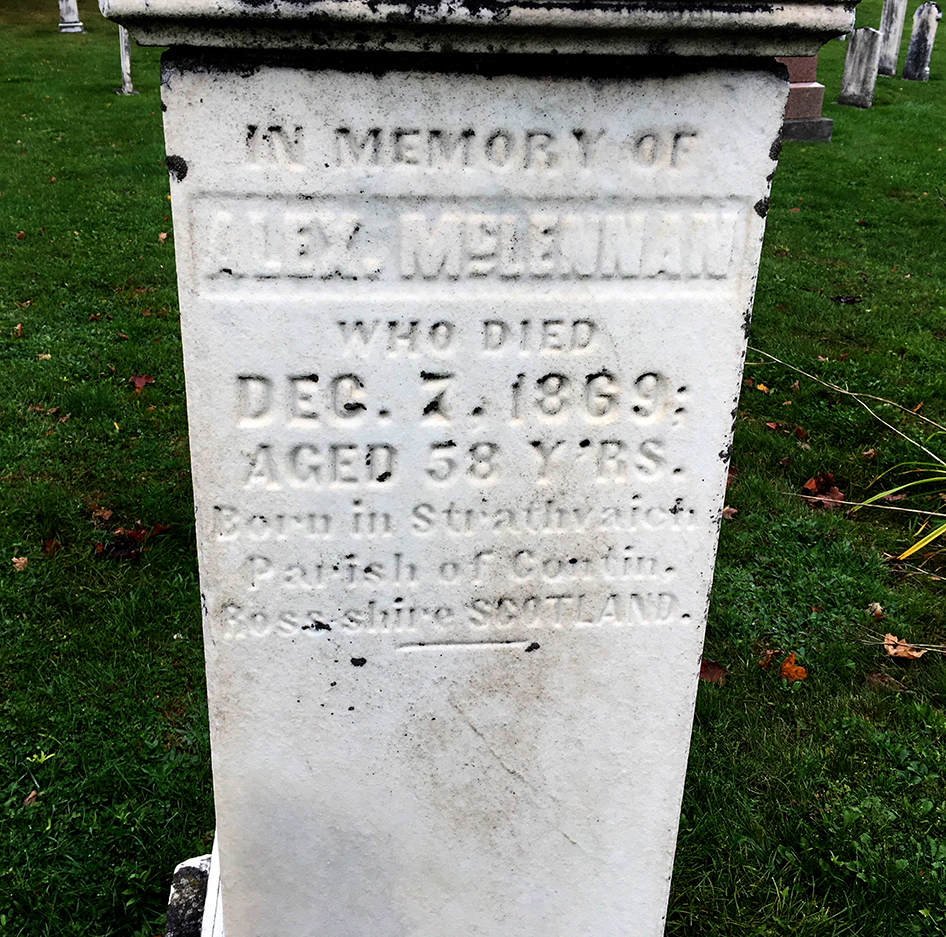 IN MEMORY OF
ALEX. McLENNAN
WHO DIED
DEC. 7, 1869;
AGED 58 Y'RS.
Born in Strathvaich
Parish of Contin,
Ross-shire SCOTLAND.